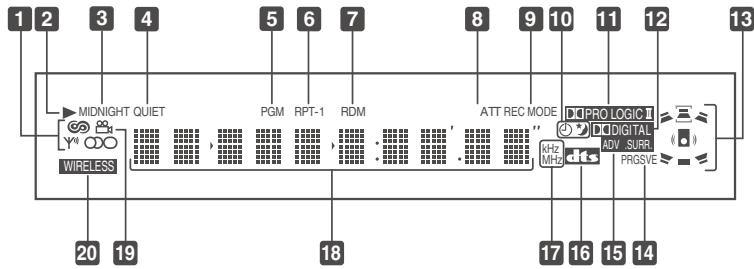 1 2 3 4 5 6 7 8 9 10 11 12 13
MIDNIGHT QUIET PGM RPT-1 RDM ATT REC MODE
PRO LOGIC II
DIGITAL
ADV .SURR.
PRGSVE
kHz
MHz
dts
WIRELESS
20 19 18 17 16 15 14